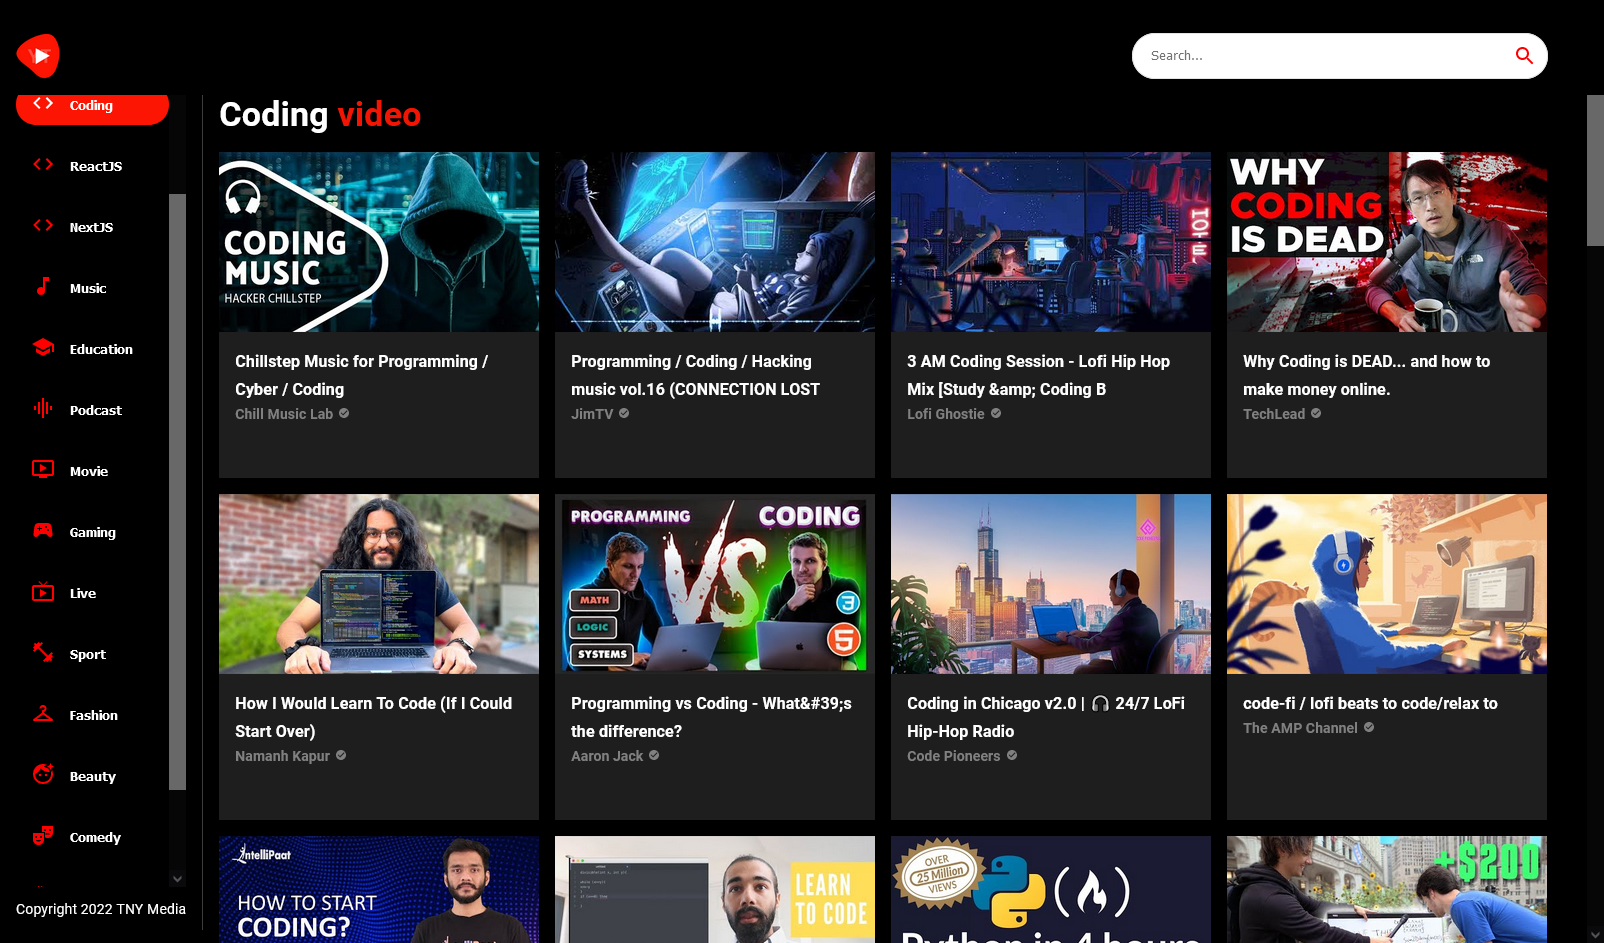 Search...
Coding
ReactJS
NextJS
Music
Education
Podcast
Movie
Gaming
Live
Sport
Fashion
Beauty
Comedy
Copyright 2022 TNY Media
Coding video
CODING
MUSIC
HACKER CHILLSTEP
Chillstep Music for Programming /
Cyber / Coding
Chill Music Lab
Programming / Coding / Hacking
music vol.16 (CONNECTION LOST
JimTV
3 AM Coding Session - Lofi Hip Hop
Mix [Study &amp; Coding B
Lofi Ghostie
WHY
CODING
IS DEAD
Why Coding is DEAD... and how to
make money online.
TechLead
How I Would Learn To Code (If I Could
Start Over)
Namanh Kapur
PROGRAMMING
CODING
VS
MATH
LOGIC
SYSTEMS
3
5
Programming vs Coding - What&#39;s
the difference?
Aaron Jack
Coding in Chicago v2.0 | 🎧 24/7 LoFi
Hip-Hop Radio
Code Pioneers
code-fi / lofi beats to code/relax to
The AMP Channel
IntelliPaat
HOW TO START
CODING?
LEARN
TO CODE
OVER
25 Million
VIEWS
Python in 4 hours
+$200